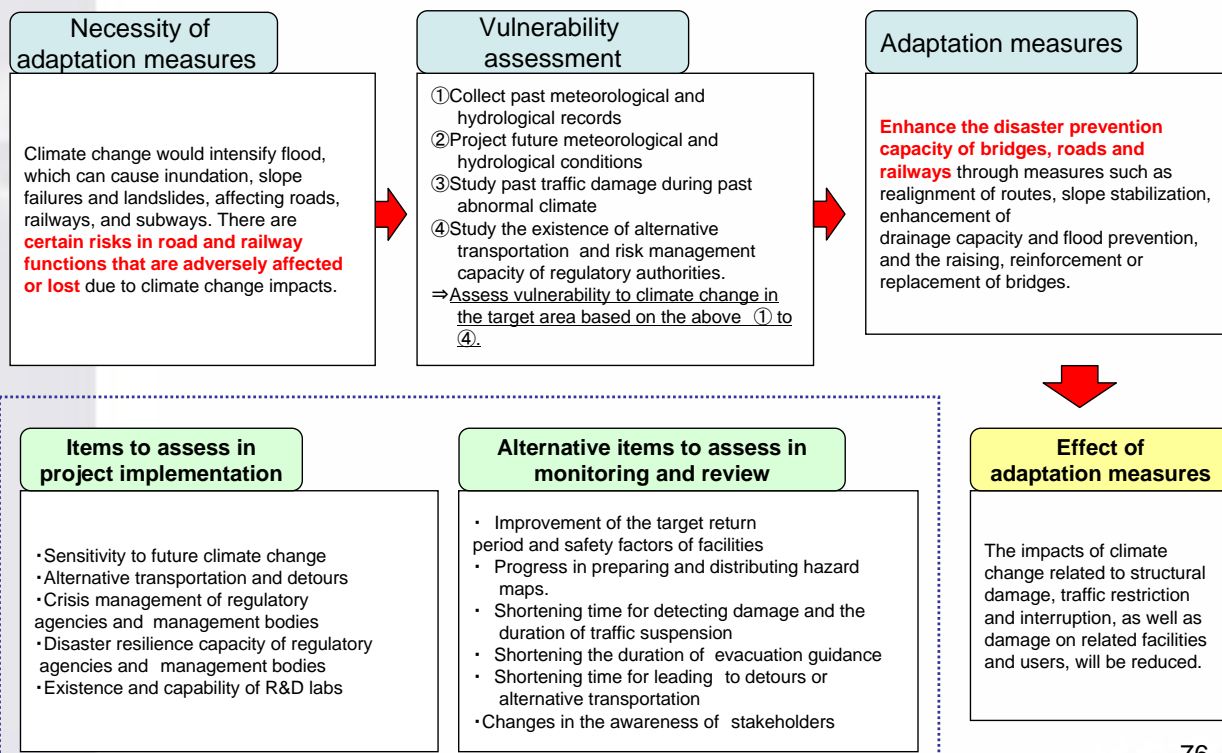 Necessity of
adaptation measures
Climate change would intensify flood,
which can cause inundation, slope
failures and landslides, affecting roads,
railways, and subways. There are
certain risks in road and railway
functions that are adversely affected
or lost due to climate change impacts.
Vulnerability
assessment
①Collect past meteorological and
hydrological records
②Project future meteorological and
hydrological conditions
③Study past traffic damage during past
abnormal climate
④Study the existence of alternative
transportation and risk management
capacity of regulatory authorities.
⇒Assess vulnerability to climate change in
the target area based on the above ① to
④.
Adaptation measures
Enhance the disaster prevention
capacity of bridges, roads and
railways through measures such as
realignment of routes, slope stabilization,
enhancement of
drainage capacity and flood prevention,
and the raising, reinforcement or
replacement of bridges.
Items to assess in
project implementation
・Sensitivity to future climate change
・Alternative transportation and detours
・Crisis management of regulatory
agencies and management bodies
・Disaster resilience capacity of regulatory
agencies and management bodies
・Existence and capability of R&D labs
Alternative items to assess in
monitoring and review
・ Improvement of the target return
period and safety factors of facilities
・ Progress in preparing and distributing hazard
maps.
・ Shortening time for detecting damage and the
duration of traffic suspension
・ Shortening the duration of evacuation guidance
・ Shortening time for leading to detours or
alternative transportation
・Changes in the awareness of stakeholders
Effect of
adaptation measures
The impacts of climate
change related to structural
damage, traffic restriction
and interruption, as well as
damage on related facilities
and users, will be reduced.
76